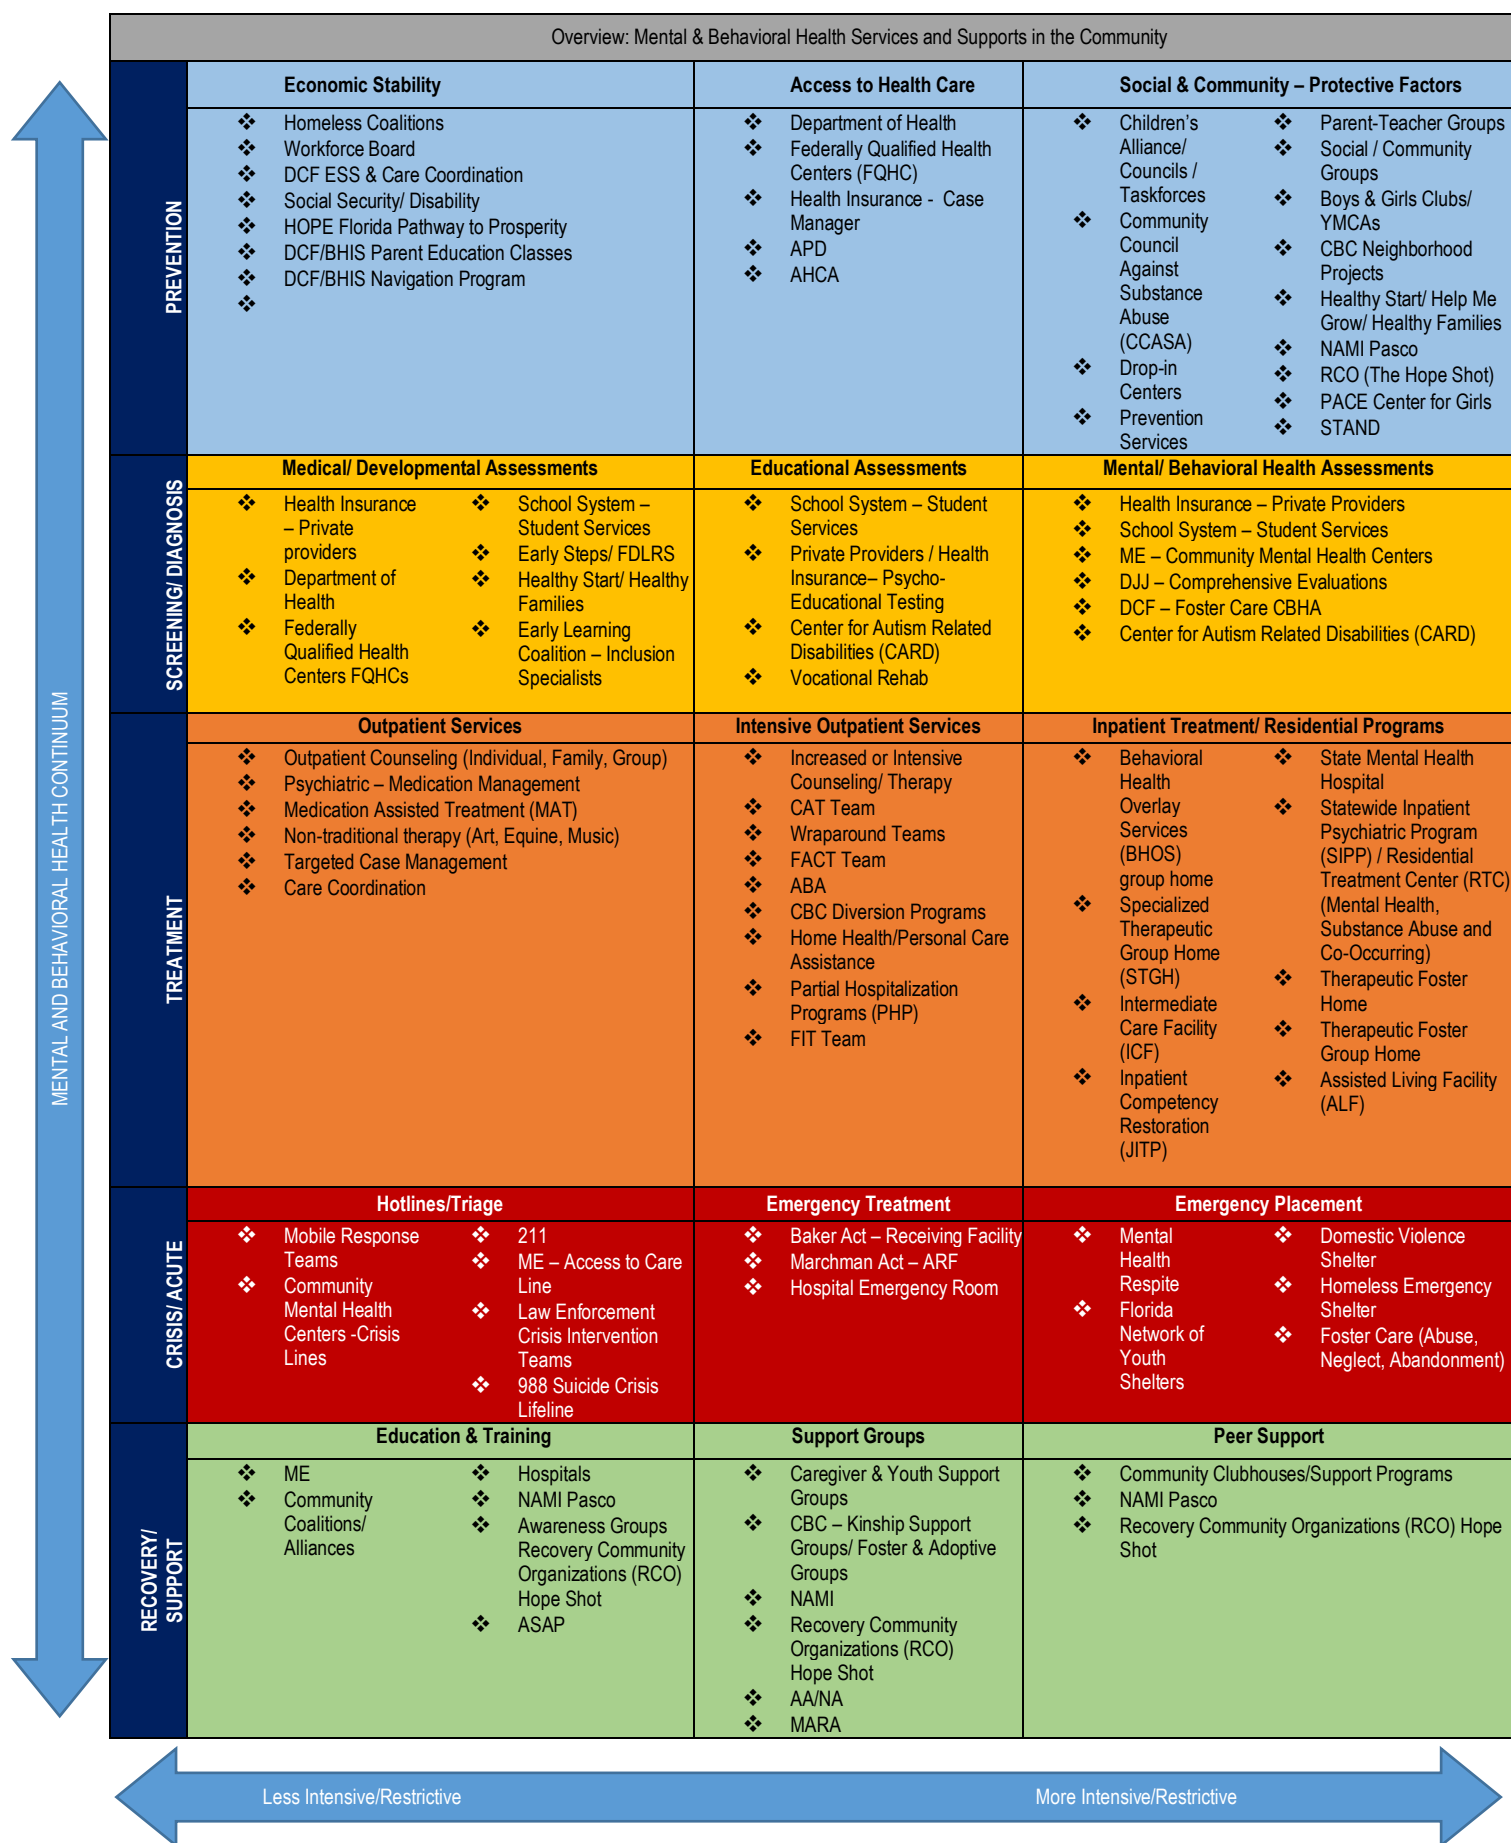 Overview: Mental & Behavioral Health Services and Supports in the Community
MENTAL AND BEHAVIORAL HEALTH CONTINUUM
PREVENTION
Economic Stability
❖ Homeless Coalitions
❖ Workforce Board
❖ DCF ESS & Care Coordination
❖ Social Security/ Disability
❖ HOPE Florida Pathway to Prosperity
❖ DCF/BHIS Parent Education Classes
❖ DCF/BHIS Navigation Program
❖
Access to Health Care
❖ Department of Health
❖ Federally Qualified Health
Centers (FQHC)
❖ Health Insurance - Case
Manager
❖ APD
❖ AHCA
Social & Community – Protective Factors
❖ Children’s
Alliance/
Councils /
Taskforces
❖ Community
Council
Against
Substance
Abuse
(CCASA)
❖ Drop-in
Centers
❖ Prevention
Services
❖ Parent-Teacher Groups
❖ Social / Community
Groups
❖ Boys & Girls Clubs/
YMCAs
❖ CBC Neighborhood
Projects
❖ Healthy Start/ Help Me
Grow/ Healthy Families
❖ NAMI Pasco
❖ RCO (The Hope Shot)
❖ PACE Center for Girls
❖ STAND
SCREENING/ DIAGNOSIS
Medical/ Developmental Assessments
❖ Health Insurance
– Private
providers
❖ Department of
Health
❖ Federally
Qualified Health
Centers FQHCs
❖ School System –
Student Services
❖ Early Steps/ FDLRS
❖ Healthy Start/ Healthy
Families
❖ Early Learning
Coalition – Inclusion
Specialists
Educational Assessments
❖ School System – Student
Services
❖ Private Providers / Health
Insurance– Psycho-
Educational Testing
❖ Center for Autism Related
Disabilities (CARD)
❖ Vocational Rehab
Mental/ Behavioral Health Assessments
❖ Health Insurance – Private Providers
❖ School System – Student Services
❖ ME – Community Mental Health Centers
❖ DJJ – Comprehensive Evaluations
❖ DCF – Foster Care CBHA
❖ Center for Autism Related Disabilities (CARD)
TREATMENT
Outpatient Services
❖ Outpatient Counseling (Individual, Family, Group)
❖ Psychiatric – Medication Management
❖ Medication Assisted Treatment (MAT)
❖ Non-traditional therapy (Art, Equine, Music)
❖ Targeted Case Management
❖ Care Coordination
Intensive Outpatient Services
❖ Increased or Intensive
Counseling/ Therapy
❖ CAT Team
❖ Wraparound Teams
❖ FACT Team
❖ ABA
❖ CBC Diversion Programs
❖ Home Health/Personal Care
Assistance
❖ Partial Hospitalization
Programs (PHP)
❖ FIT Team
Inpatient Treatment/ Residential Programs
❖ Behavioral
Health
Overlay
Services
(BHOS)
group home
❖ Specialized
Therapeutic
Group Home
(STGH)
❖ Intermediate
Care Facility
(ICF)
❖ Inpatient
Competency
Restoration
(JITP)
❖ State Mental Health
Hospital
❖ Statewide Inpatient
Psychiatric Program
(SIPP) / Residential
Treatment Center (RTC)
(Mental Health,
Substance Abuse and
Co-Occurring)
❖ Therapeutic Foster
Home
❖ Therapeutic Foster
Group Home
❖ Assisted Living Facility
(ALF)
CRISIS/ ACUTE
Hotlines/Triage
❖ Mobile Response
Teams
❖ Community
Mental Health
Centers -Crisis
Lines
❖ 211
❖ ME – Access to Care
Line
❖ Law Enforcement
Crisis Intervention
Teams
❖ 988 Suicide Crisis
Lifeline
Emergency Treatment
❖ Baker Act – Receiving Facility
❖ Marchman Act – ARF
❖ Hospital Emergency Room
Emergency Placement
❖ Mental
Health
Respite
❖ Florida
Network of
Youth
Shelters
❖ Domestic Violence
Shelter
❖ Homeless Emergency
Shelter
❖ Foster Care (Abuse,
Neglect, Abandonment)
RECOVERY/
SUPPORT
Education & Training
❖ ME
❖ Community
Coalitions/
Alliances
❖ Hospitals
❖ NAMI Pasco
❖ Awareness Groups
Recovery Community
Organizations (RCO)
Hope Shot
❖ ASAP
Support Groups
❖ Caregiver & Youth Support
Groups
❖ CBC – Kinship Support
Groups/ Foster & Adoptive
Groups
❖ NAMI
❖ Recovery Community
Organizations (RCO)
Hope Shot
❖ AA/NA
❖ MARA
Peer Support
❖ Community Clubhouses/Support Programs
❖ NAMI Pasco
❖ Recovery Community Organizations (RCO) Hope
Shot
Less Intensive/Restrictive
More Intensive/Restrictive